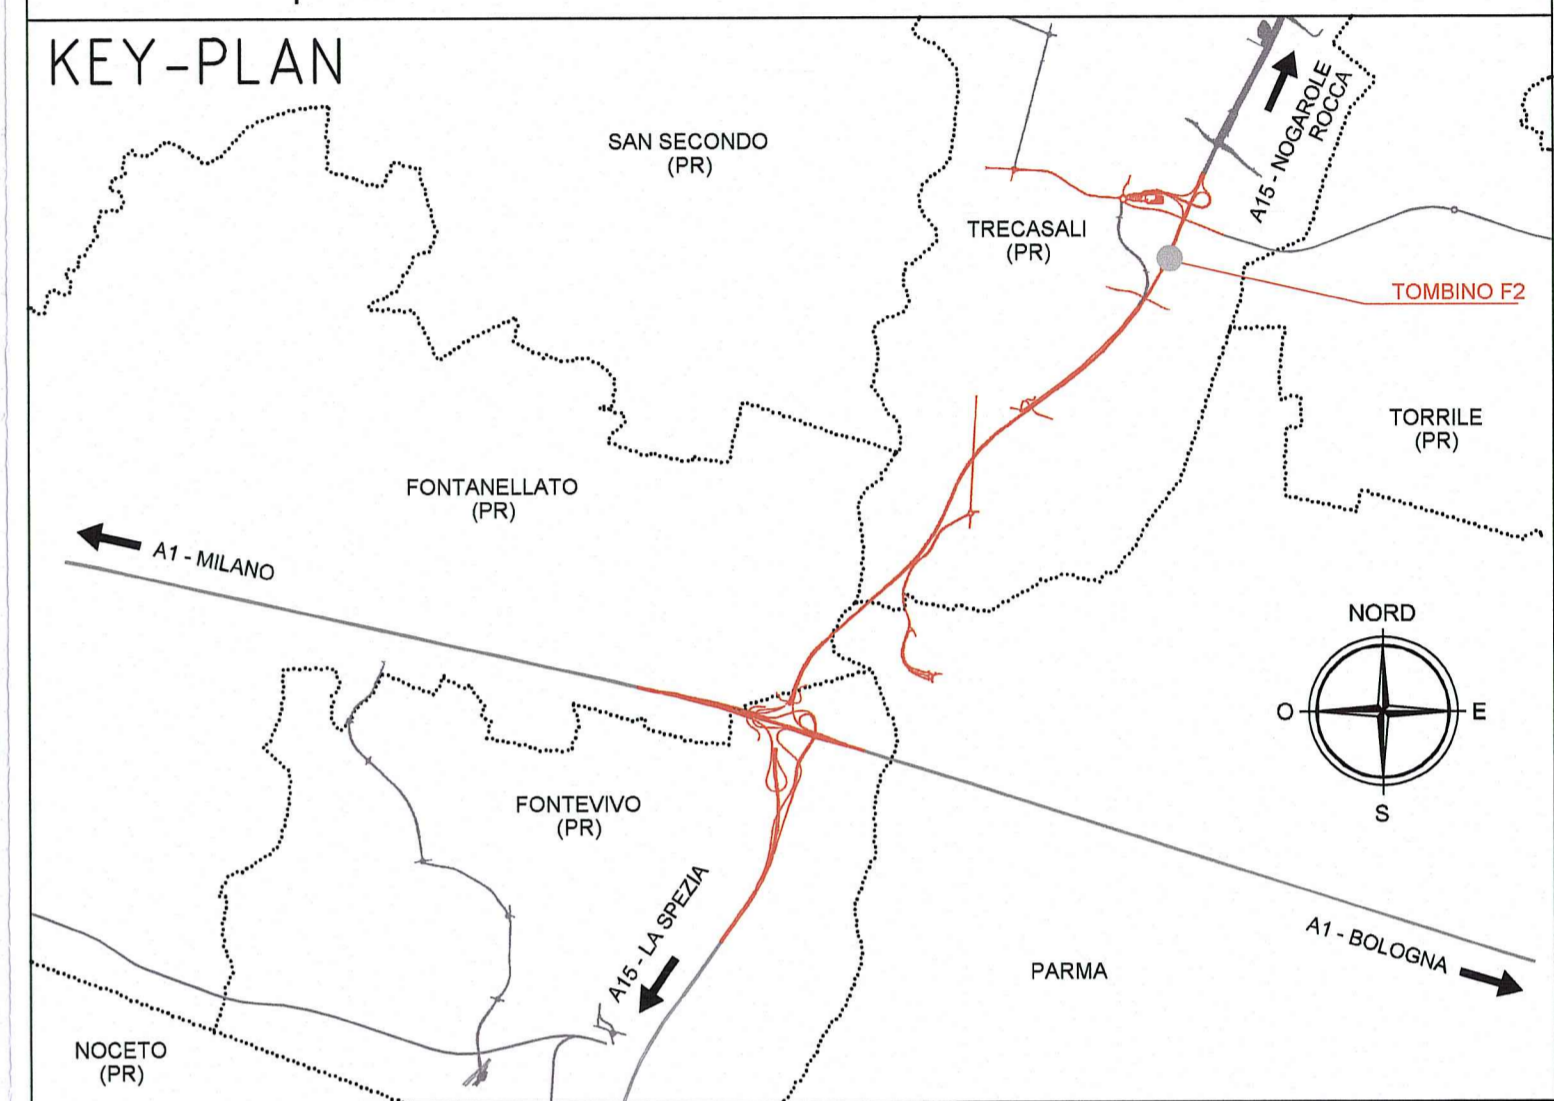 KEY-PLAN
SAN SECONDO
(PR)
A15 - NOGAROLE
ROCCA
TRECASALI
(PR)
TOMBINO F2
TORRILE
(PR)
FONTANELLATO
(PR)
A1 - MILANO
NORD
O
E
S
FONTEVIVO
(PR)
A15 - LA SPEZIA
A1 - BOLOGNA
PARMA
NOCETO
(PR)